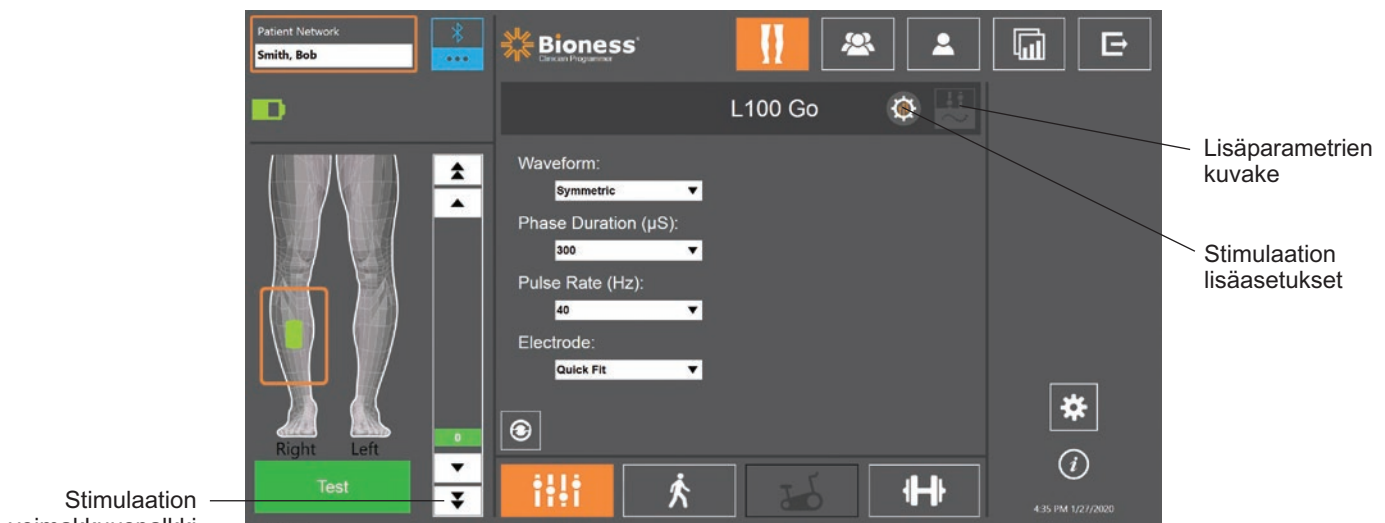 Patient Network
Smith, Bob
Bioness
Clinician Programmer
L100 Go
Waveform:
Symmetric
Phase Duration (µS):
300
Pulse Rate (Hz):
40
Electrode:
Quick Fit
0
Right Left
Test
4:35 PM 1/27/2020
Lisäparametrien
kuvake
Stimulaation
lisäasetukset
Stimulaation